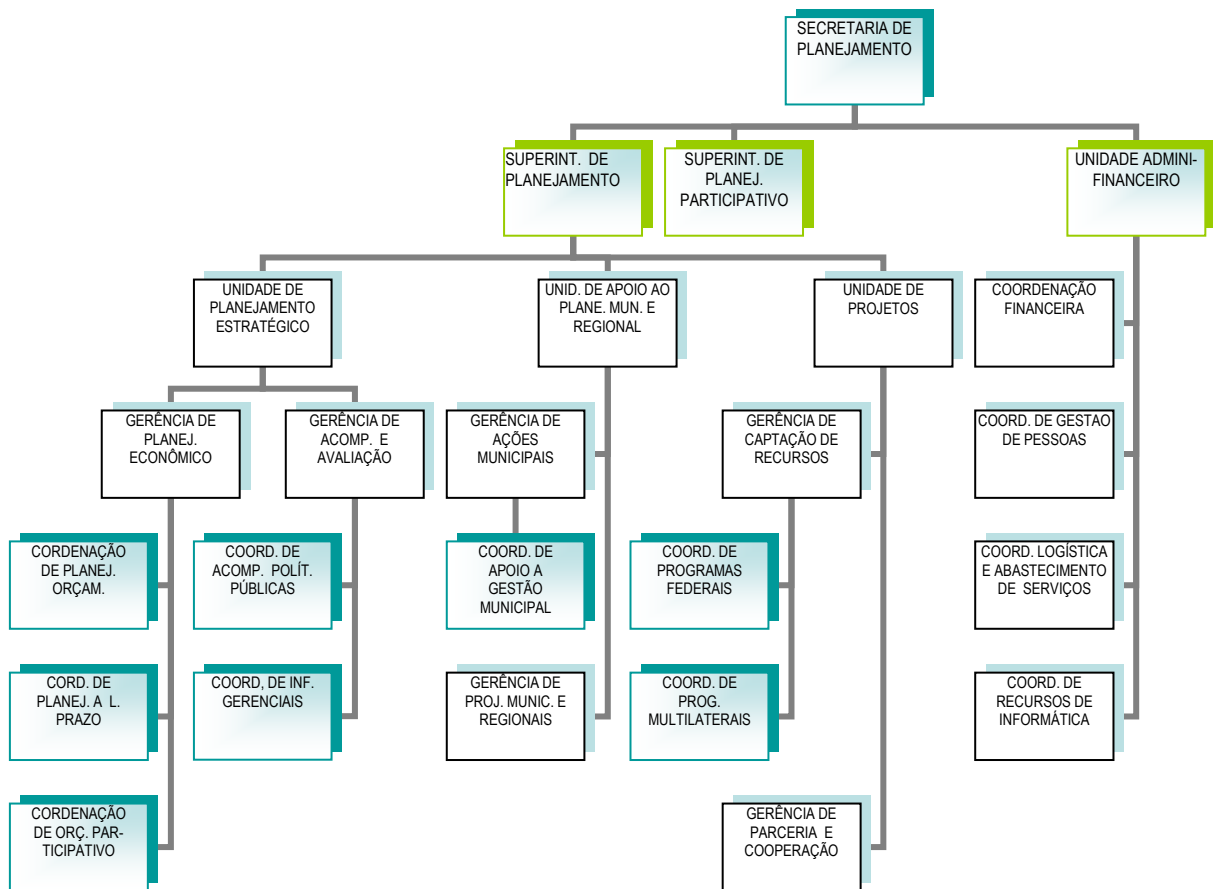 SECRETARIA DE
PLANEJAMENTO
SUPERINT. DE
PLANEJAMENTO
SUPERINT. DE
PLANEJ.
PARTICIPATIVO
UNIDADE ADMINI-
FINANCEIRO
UNIDADE DE
PLANEJAMENTO
ESTRATÉGICO
UNID. DE APOIO AO
PLANE. MUN. E
REGIONAL
UNIDADE DE
PROJETOS
COORDENAÇÃO
FINANCEIRA
GERÊNCIA DE
PLANEJ.
ECONÔMICO
GERÊNCIA DE
ACOMP. E
AVALIAÇÃO
GERÊNCIA DE
AÇÕES
MUNICIPAIS
GERÊNCIA DE
CAPTAÇÃO DE
RECURSOS
COORD. DE GESTAO
DE PESSOAS
CORDENAÇÃO
DE PLANEJ.
ORÇAM.
COORD. DE
ACOMP. POLÍT.
PÚBLICAS
COORD. DE
APOIO A
GESTÃO
MUNICIPAL
COORD. DE
PROGRAMAS
FEDERAIS
COORD. LOGÍSTICA
E ABASTECIMENTO
DE SERVIÇOS
CORD. DE
PLANEJ. A L.
PRAZO
COORD, DE INF.
GERENCIAIS
GERÊNCIA DE
PROJ. MUNIC. E
REGIONAIS
COORD. DE
PROG.
MULTILATERAIS
COORD. DE
RECURSOS DE
INFORMÁTICA
CORDENAÇÃO
DE ORÇ. PAR-
TICIPATIVO
GERÊNCIA DE
PARCERIA E
COOPERAÇÃO